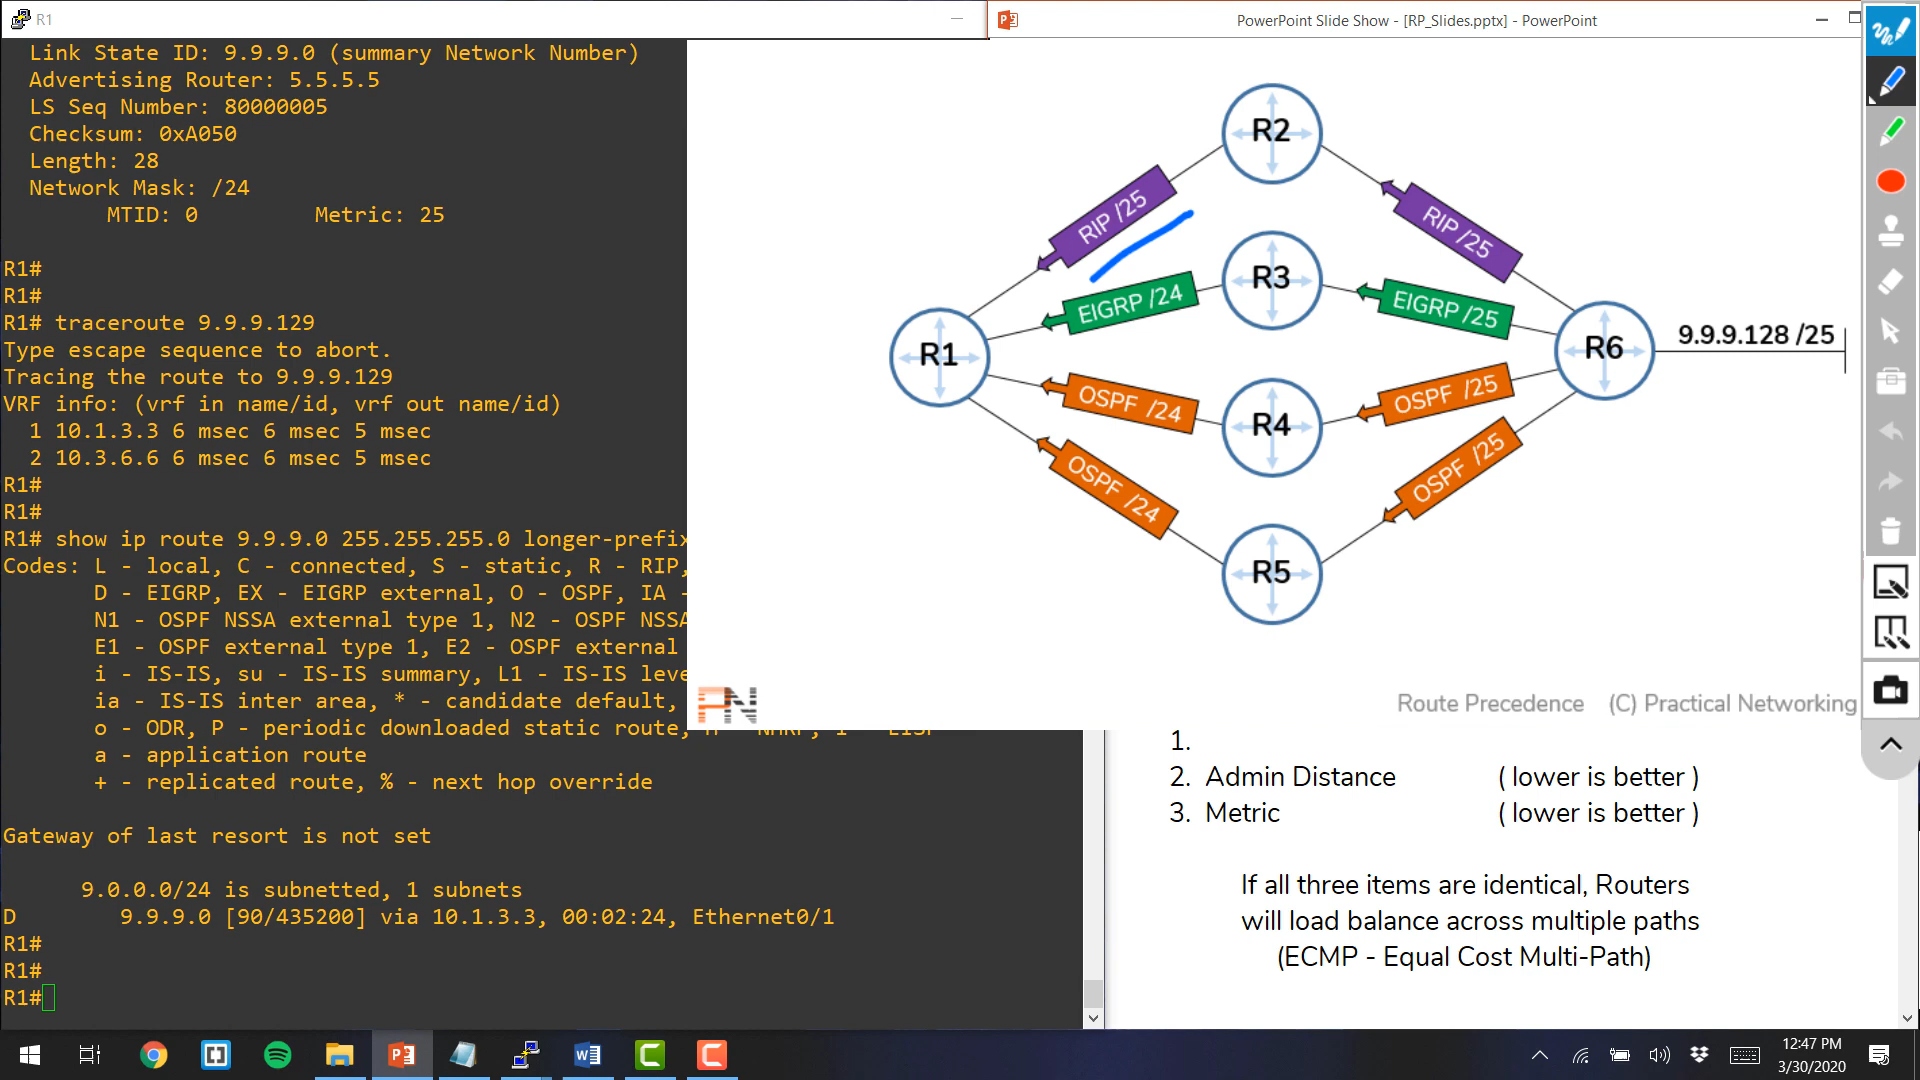 R1
Link State ID: 9.9.9.0 (summary Network Number)
Advertising Router: 5.5.5.5
LS Seq Number: 80000005
Checksum: 0xA050
Length: 28
Network Mask: /24
MTID: 0 Metric: 25
R1#
R1#
R1# traceroute 9.9.9.129
Type escape sequence to abort.
Tracing the route to 9.9.9.129
VRF info: (vrf in name/id, vrf out name/id)
1 10.1.3.3 6 msec 6 msec 5 msec
2 10.3.6.6 6 msec 6 msec 5 msec
R1#
R1#
R1# show ip route 9.9.9.0 255.255.255.0 longer-prefix
Codes: L - local, C - connected, S - static, R - RIP,
D - EIGRP, EX - EIGRP external, O - OSPF, IA -
N1 - OSPF NSSA external type 1, N2 - OSPF NSSA
E1 - OSPF external type 1, E2 - OSPF external
i - IS-IS, su - IS-IS summary, L1 - IS-IS leve
ia - IS-IS inter area, * - candidate default,
o - ODR, P - periodic downloaded static route,
a - application route
+ - replicated route, % - next hop override
Gateway of last resort is not set
9.0.0.0/24 is subnetted, 1 subnets
D 9.9.9.0 [90/435200] via 10.1.3.3, 00:02:24, Ethernet0/1
R1#
R1#
R1#
PowerPoint Slide Show - [RP_Slides.pptx] - PowerPoint
R2
RIP /25
RIP /25
R3
EIGRP /24
EIGRP /25
R1
R6
9.9.9.128 /25
OSPF /24
OSPF /25
R4
OSPF /24
OSPF /25
R5
PN
Route Precedence (C) Practical Networking
1.
2. Admin Distance ( lower is better )
3. Metric ( lower is better )
If all three items are identical, Routers
will load balance across multiple paths
(ECMP - Equal Cost Multi-Path)
12:47 PM
3/30/2020